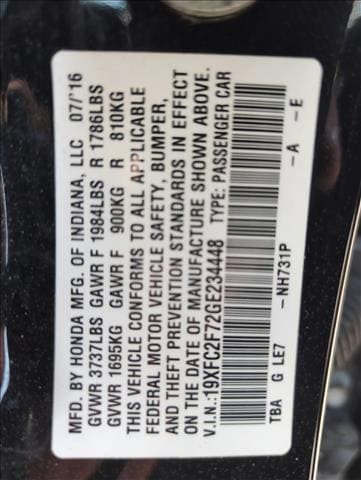 MFD. BY HONDA MFG. OF INDIANA, LLC 07/'16
GVWR 3737LBS GAWR F 1984LBS R 1786LBS
GVWR 1695KG GAWR F 900KG R 810KG
THIS VEHICLE CONFORMS TO ALL APPLICABLE
FEDERAL MOTOR VEHICLE SAFETY, BUMPER,
AND THEFT PREVENTION STANDARDS IN EFFECT
ON THE DATE OF MANUFACTURE SHOWN ABOVE.
V.I.N.:19XFC2F72GE234448 TYPE: PASSENGER CAR
TBA G LE7 -NH731P -A -E